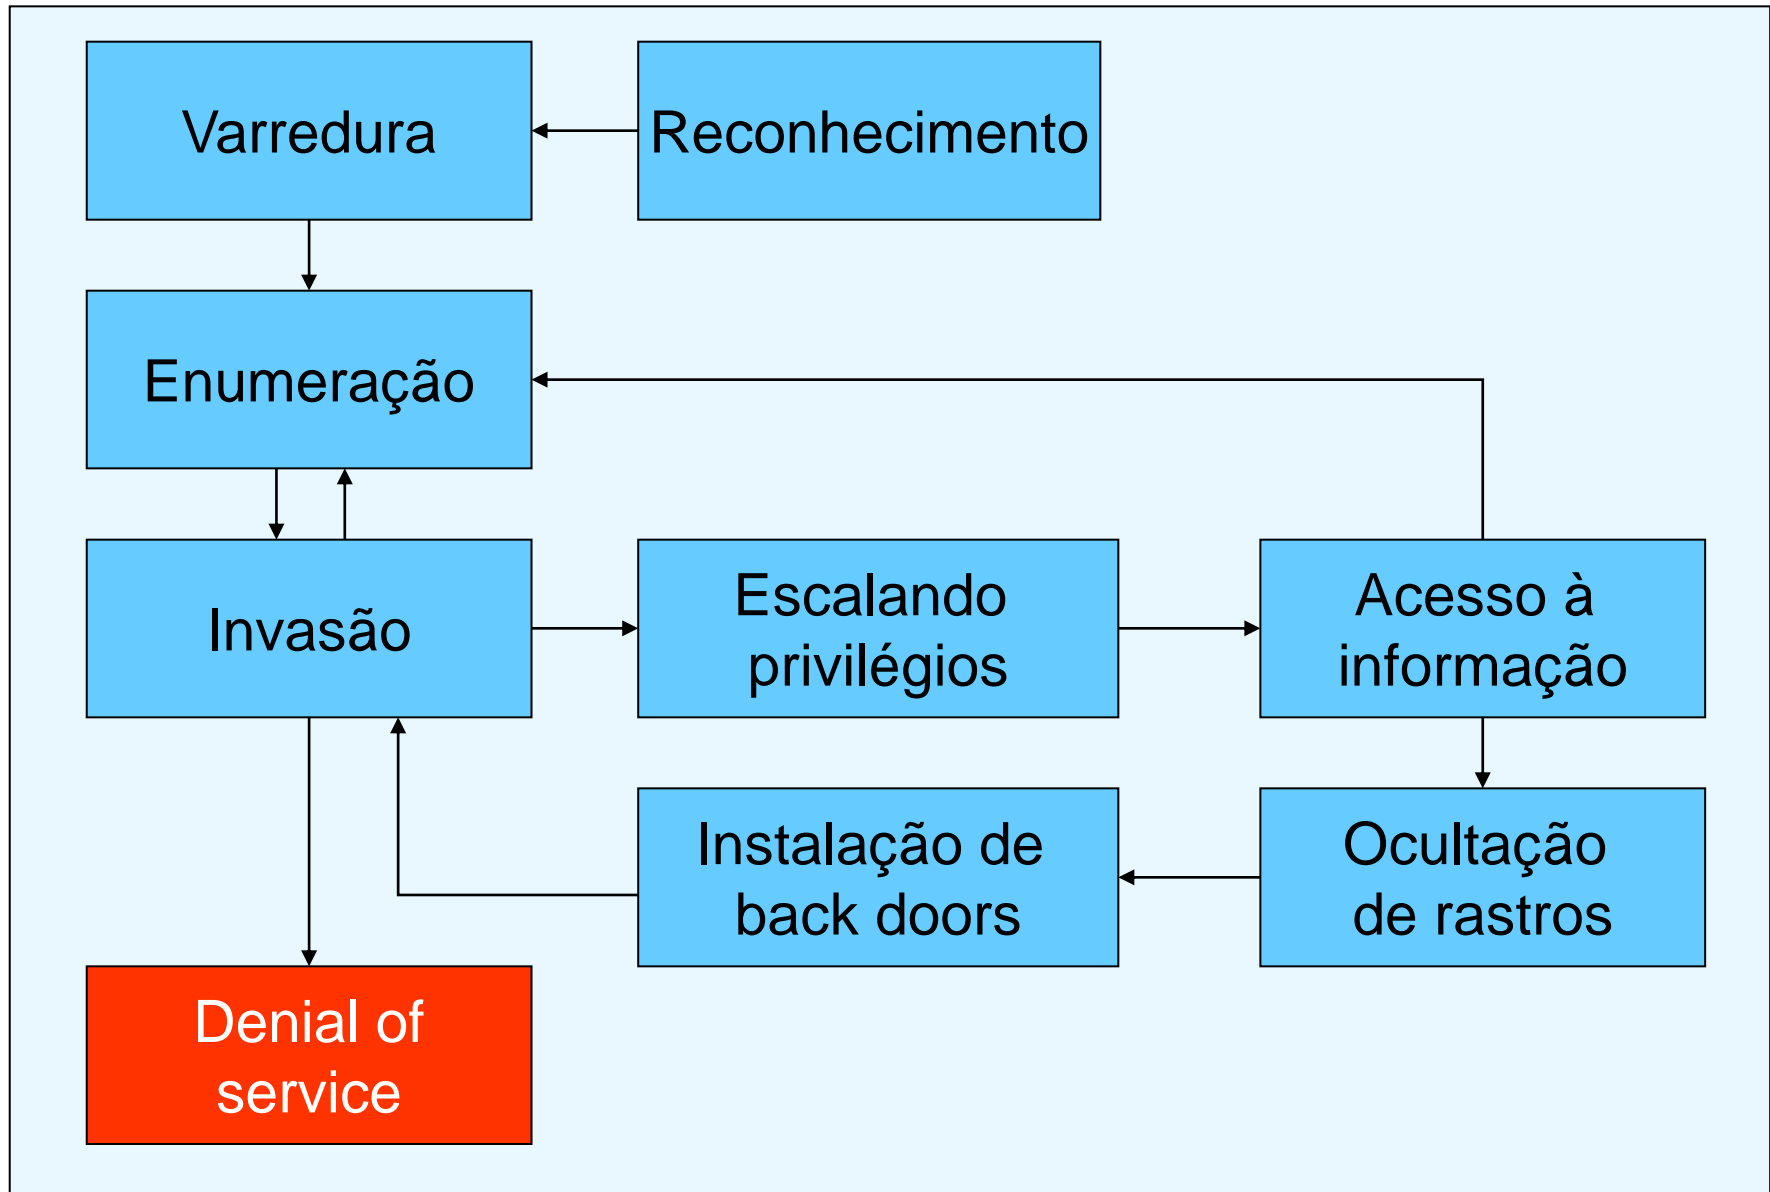 Varredura
Reconhecimento
Enumeração
Invasão
Escalando
privilégios
Acesso à
informação
Instalação de
back doors
Ocultação
de rastros
Denial of
service